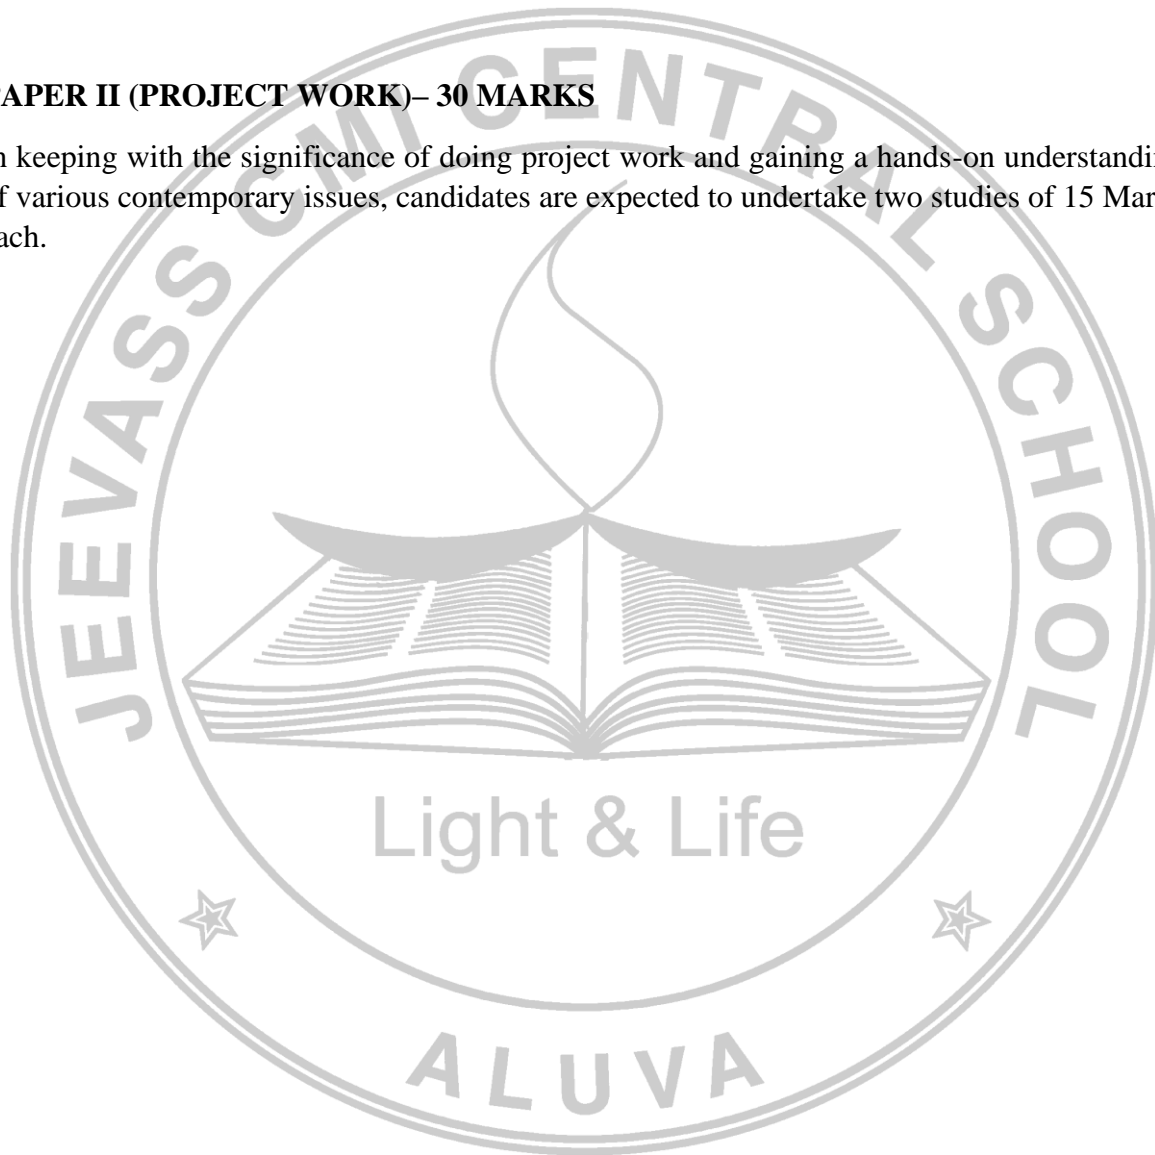 APER II (PROJECT WORK)– 30 MARKS
n keeping with the significance of doing project work and gaining a hands-on understandin
f various contemporary issues, candidates are expected to undertake two studies of 15 Mar
ach.
JEEVASS CMI CENTRAL SCHOOL
Light & Life
ALUVA